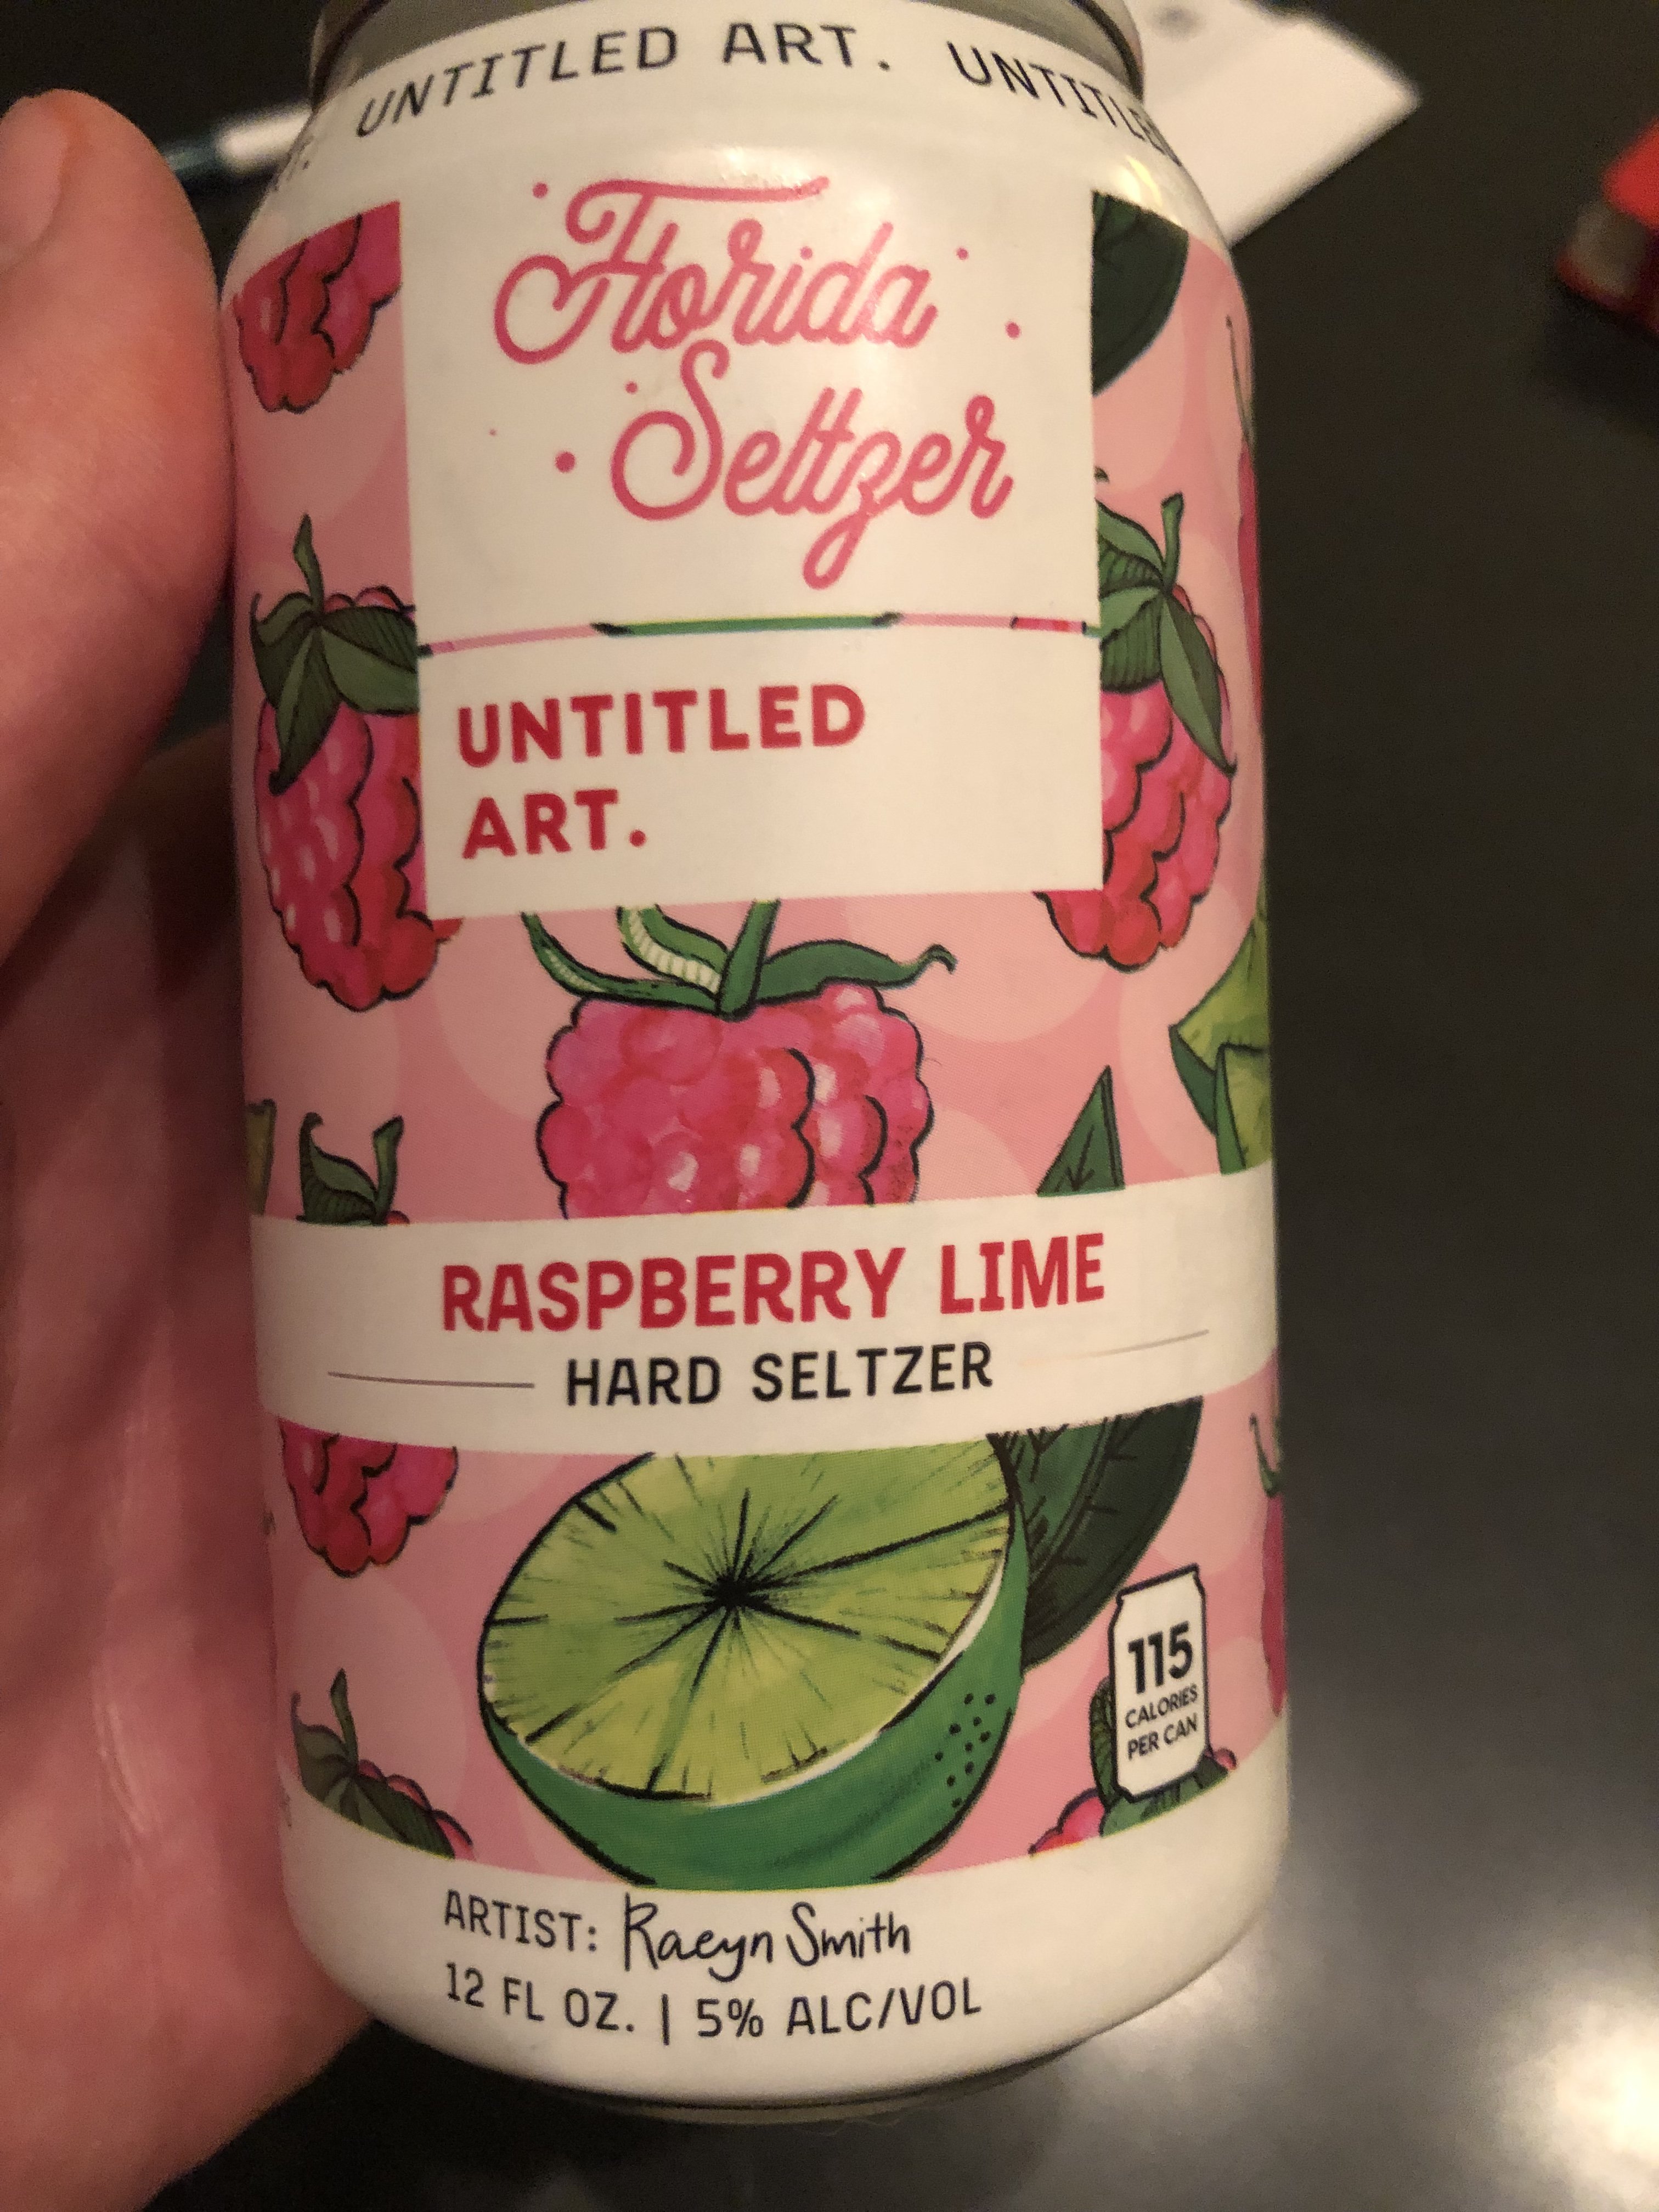 UNTITLED ART. UNTITLED
Florida
Seltzer
UNTITLED
ART.
RASPBERRY LIME
HARD SELTZER
115
CALORIES
PER CAN
ARTIST: Raeyn Smith
12 FL OZ. | 5% ALC/VOL